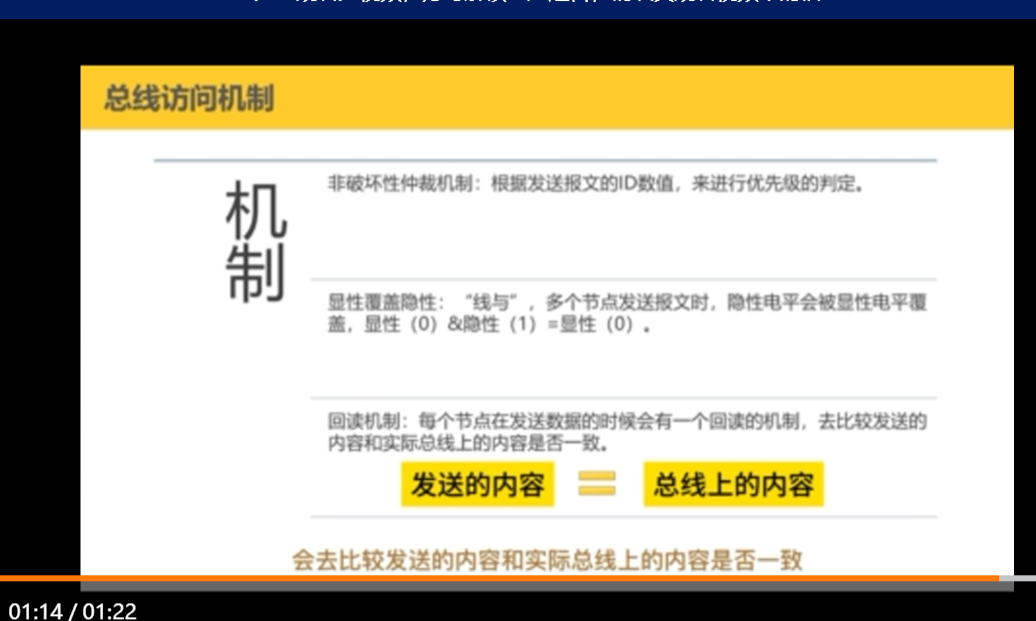 总线访问机制
机
制
非破坏性仲裁机制：根据发送报文的ID数值，来进行优先级的判定。
显性覆盖隐性：“线与”，多个节点发送报文时，隐性电平会被显性电平覆
盖，显性（0）&隐性（1）=显性（0）。
回读机制：每个节点在发送数据的时候会有一个回读的机制，去比较发送的
内容和实际总线上的内容是否一致。
发送的内容 = 总线上的内容
会去比较发送的内容和实际总线上的内容是否一致
01:14 / 01:22